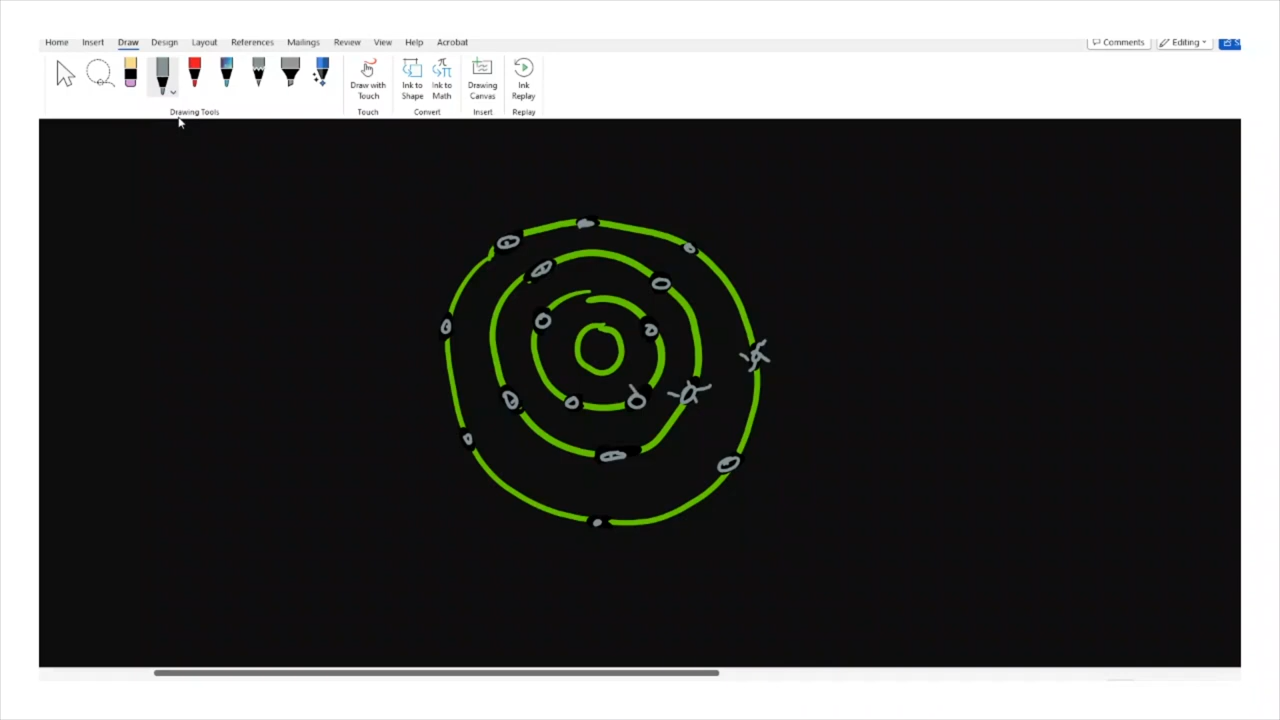 Home Insert Draw Design Layout References Mailings Review View Help Acrobat Comments Editing
Draw with Touch
Ink to Shape
Ink to Math
Drawing Canvas
Ink Replay
Drawing Tools Touch Convert Insert Replay